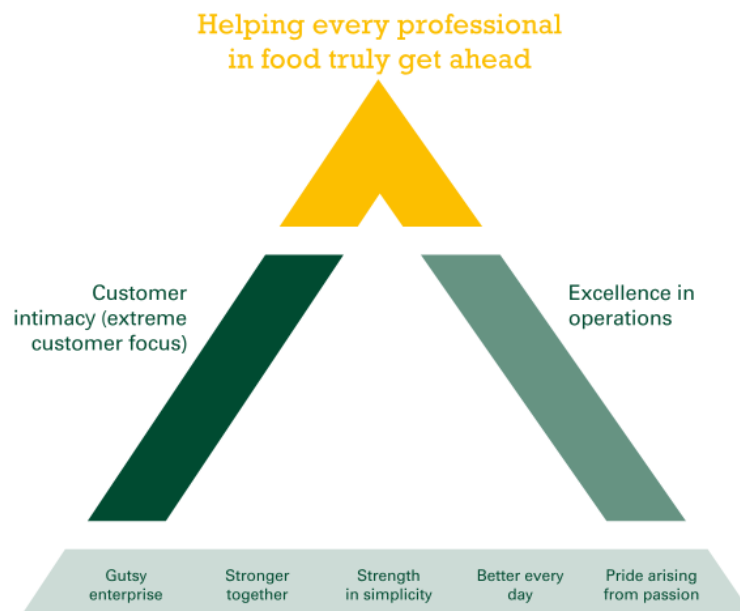 Helping every professional
in food truly get ahead
Customer
intimacy (extreme
customer focus)
Excellence in
operations
Gutsy
enterprise
Stronger
together
Strength
in simplicity
Better every
day
Pride arising
from passion